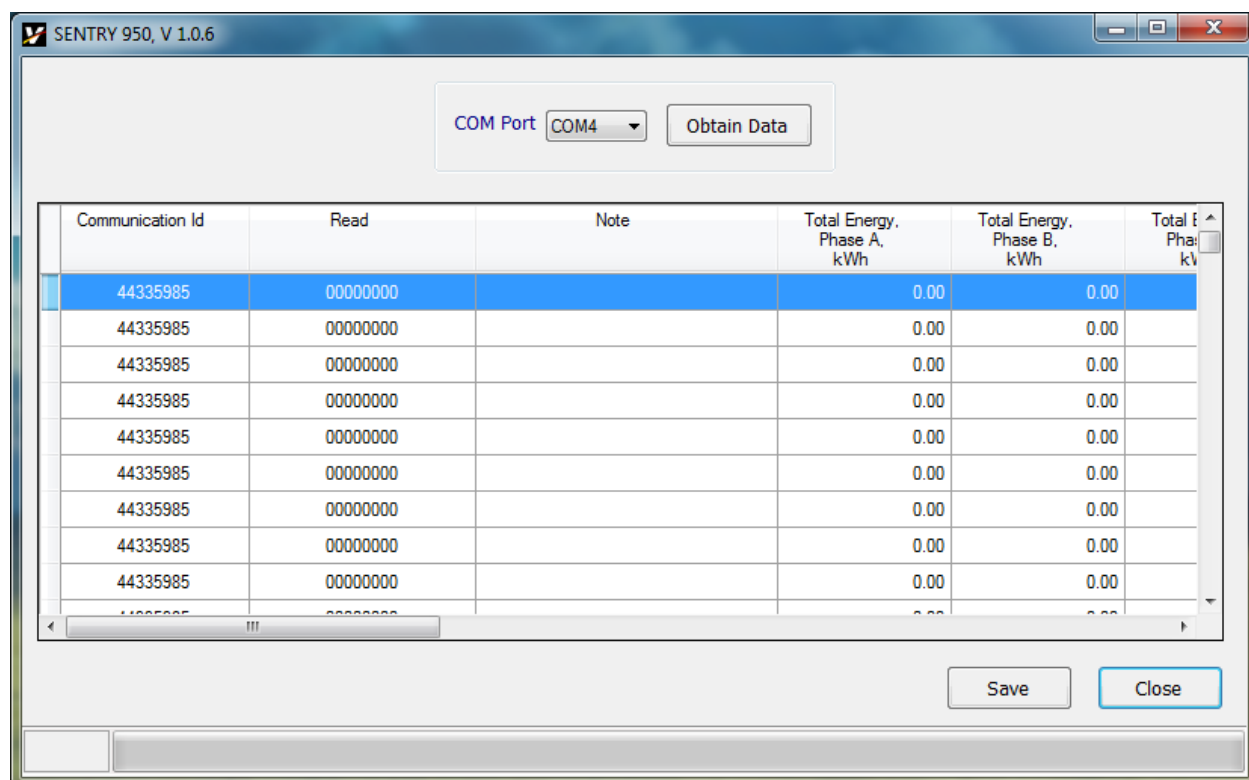 SENTRY 950, V 1.0.6
COM Port COM4 Obtain Data
Communication Id Read Note Total Energy, Total Energy, Total
Phase A, Phase B,
kWh kWh
44335985 00000000 0.00 0.00
44335985 00000000 0.00 0.00
44335985 00000000 0.00 0.00
44335985 00000000 0.00 0.00
44335985 00000000 0.00 0.00
44335985 00000000 0.00 0.00
44335985 00000000 0.00 0.00
44335985 00000000 0.00 0.00
44335985 00000000 0.00 0.00
Save Close